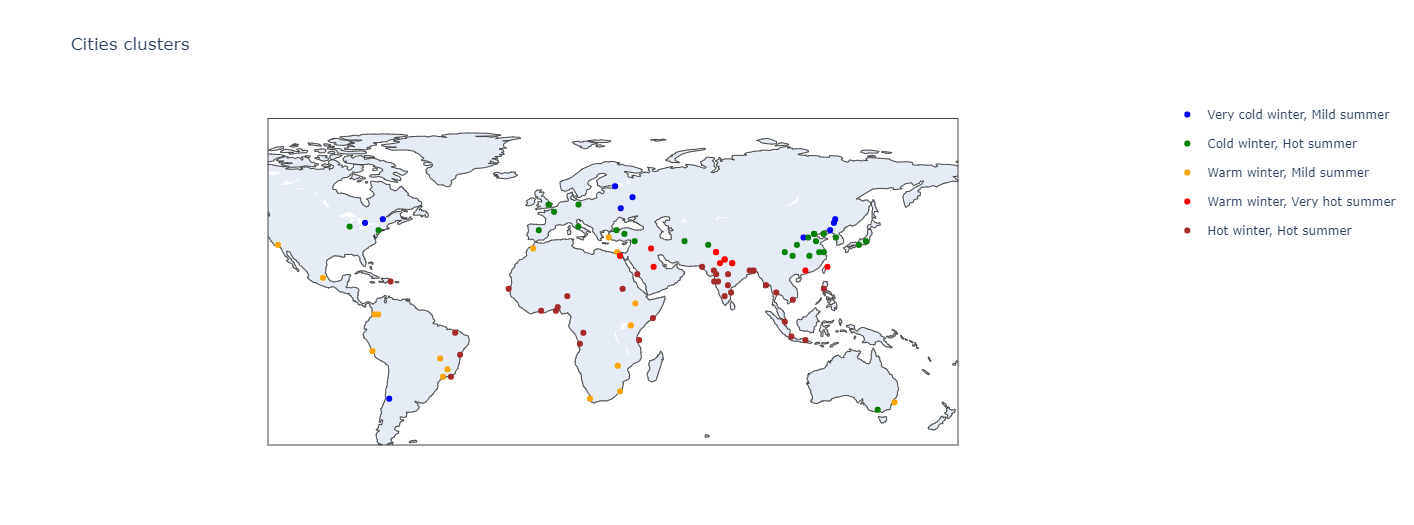 Cities clusters
Very cold winter, Mild summer
Cold winter, Hot summer
Warm winter, Mild summer
Warm winter, Very hot summer
Hot winter, Hot summer